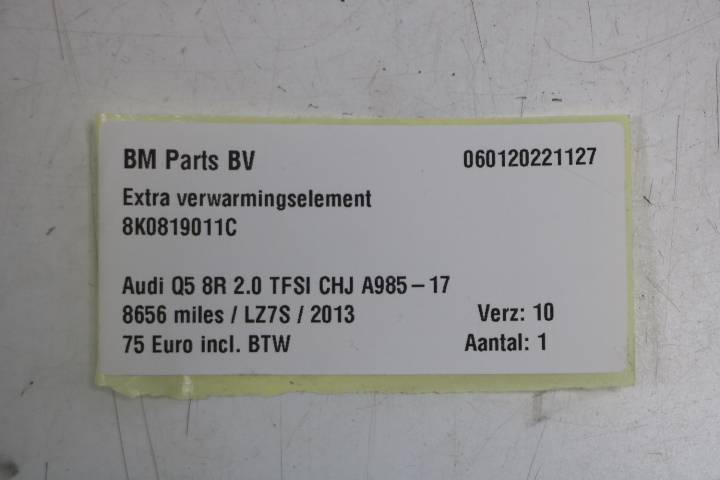 BM Parts BV 060120221127
Extra verwarmingselement
8K0819011C
Audi Q5 8R 2.0 TFSI CHJ A985-17
8656 miles / LZ7S / 2013 Verz: 10
75 Euro incl. BTW Aantal: 1